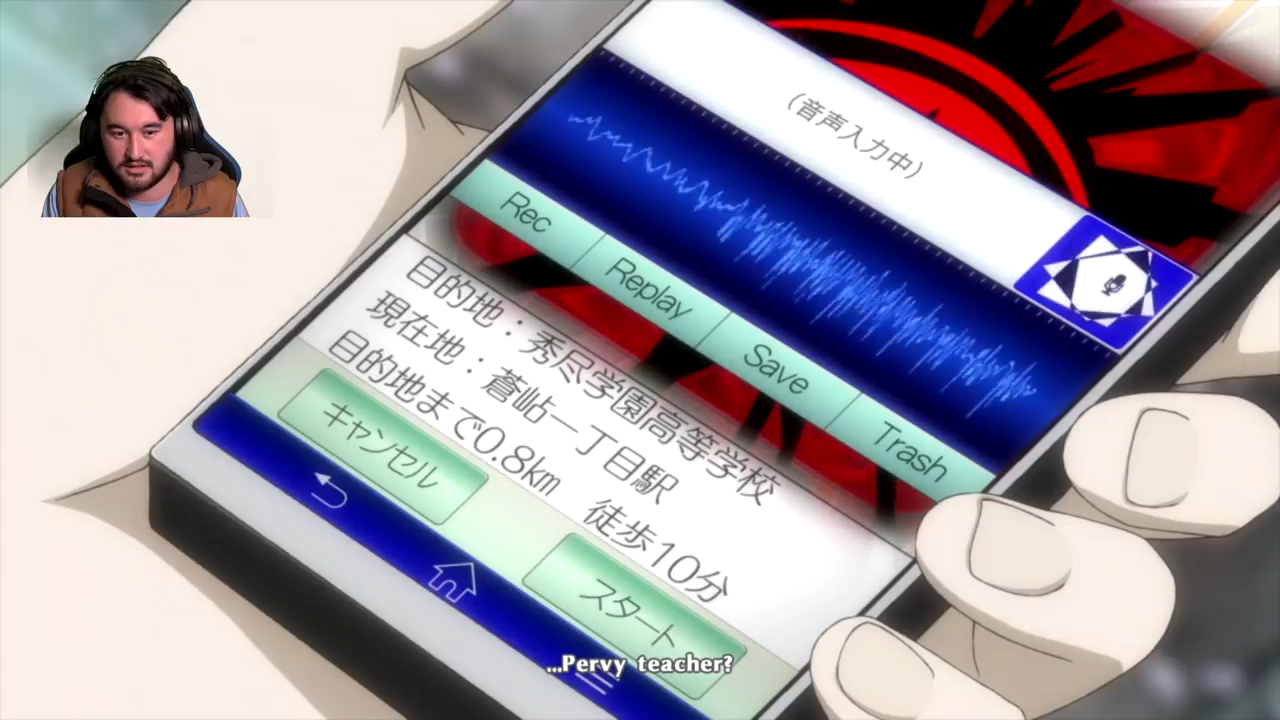 (音声入力中)
Rec
Replay
Save
Trash
目的地：秀尽学園高等学校
現在地：蒼山一丁目駅
目的地まで0.8km　徒歩10分
キャンセル
スタート
...Pervy teacher?